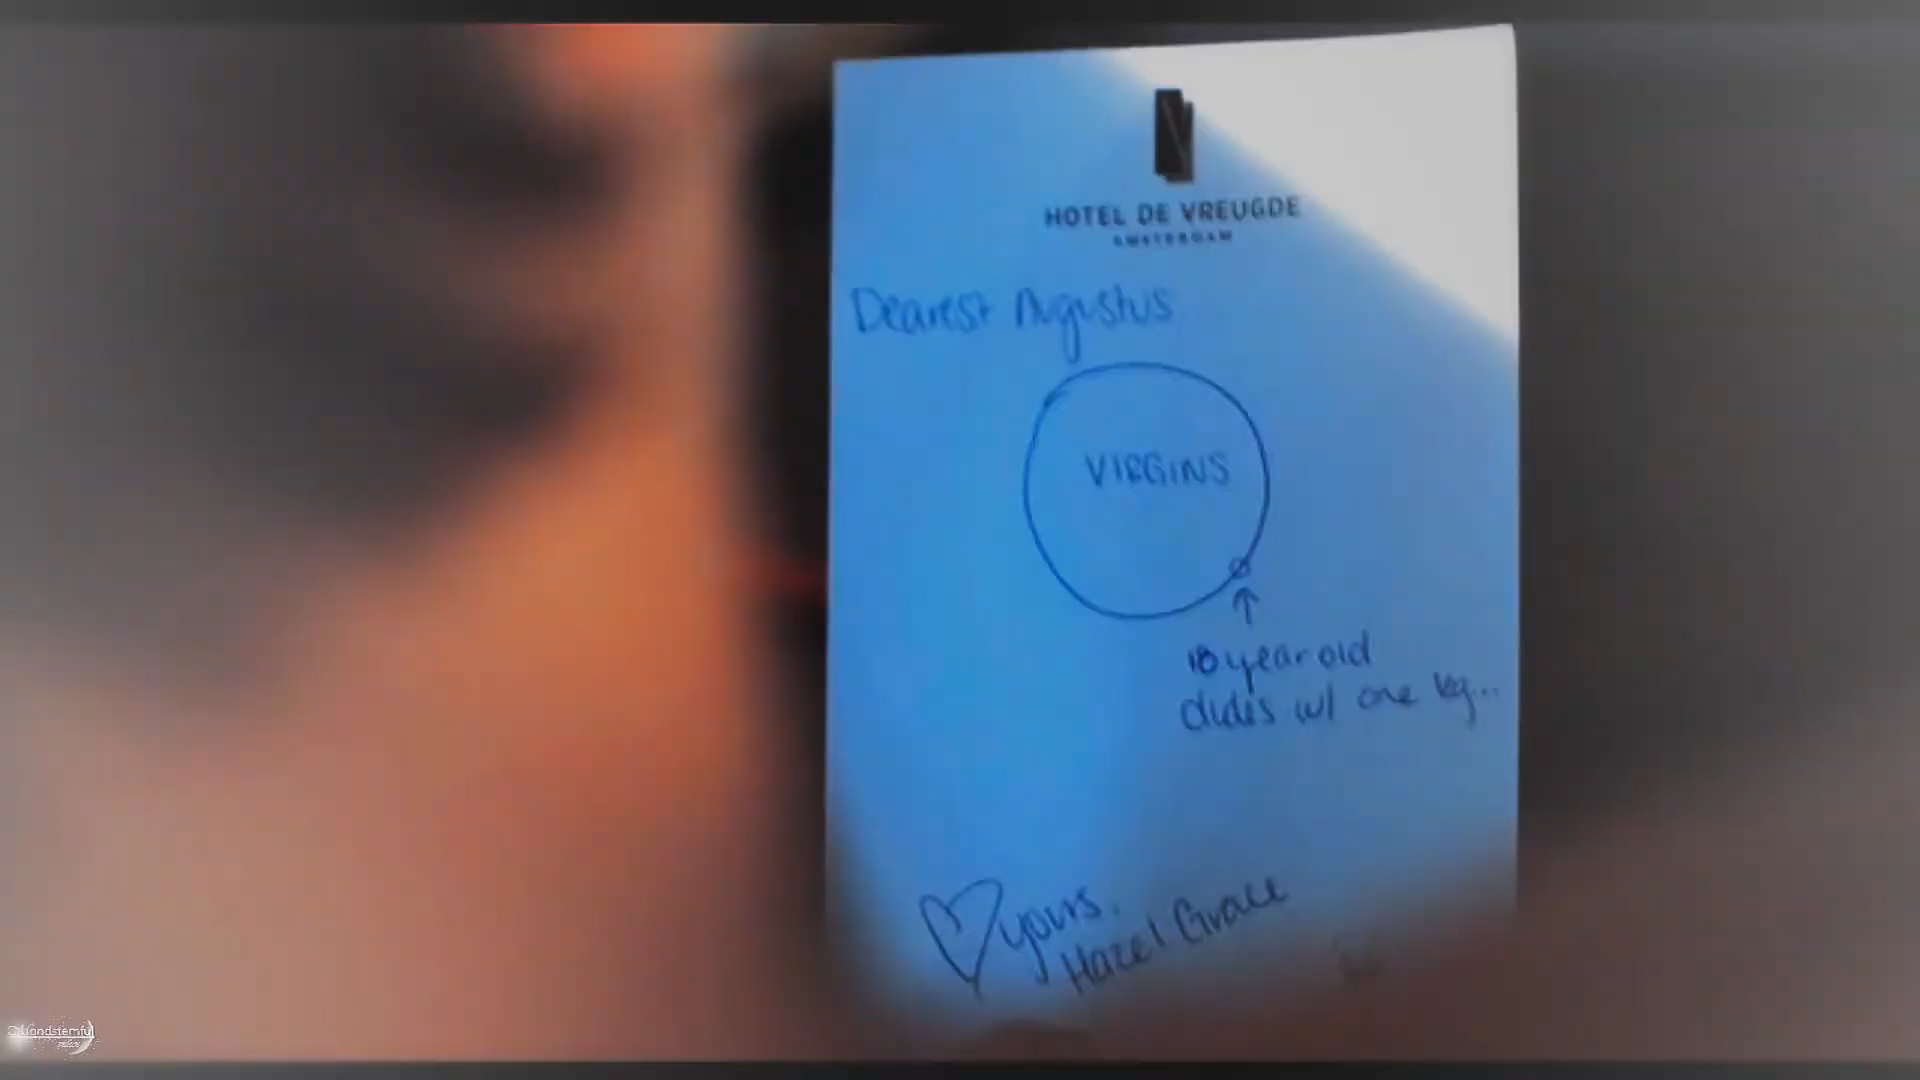 HOTEL DE VREUGDE
AMSTERDAM
Dearest Augustus
VIRGINS
18 year old
dudes w/ one leg...
yours.
Hazel Grace